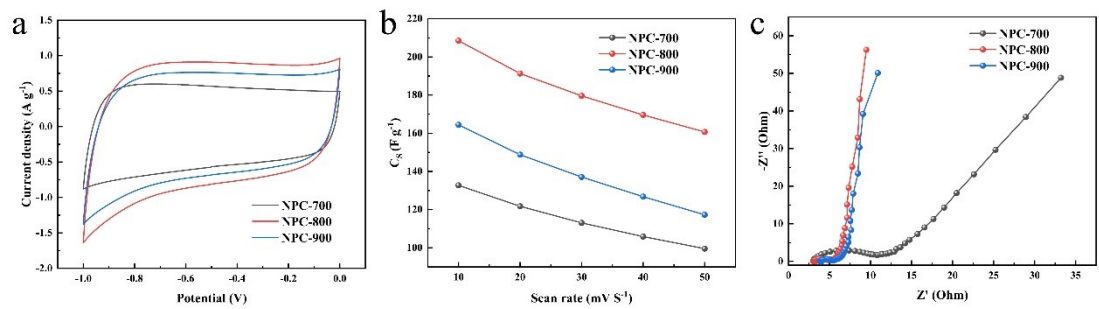 a
1.5
1.0
0.5
0.0
-0.5
-1.0
-1.5
-2.0
Current density (A g⁻¹)
NPC-700
NPC-800
NPC-900
-1.0 -0.8 -0.6 -0.4 -0.2 0.0
Potential (V)
b
220
200
180
160
140
120
100
Cₛ (F g⁻¹)
NPC-700
NPC-800
NPC-900
10 20 30 40 50
Scan rate (mV S⁻¹)
c
60
50
40
30
20
10
0
-Z'' (Ohm)
NPC-700
NPC-800
NPC-900
0 5 10 15 20 25 30 35
Z' (Ohm)